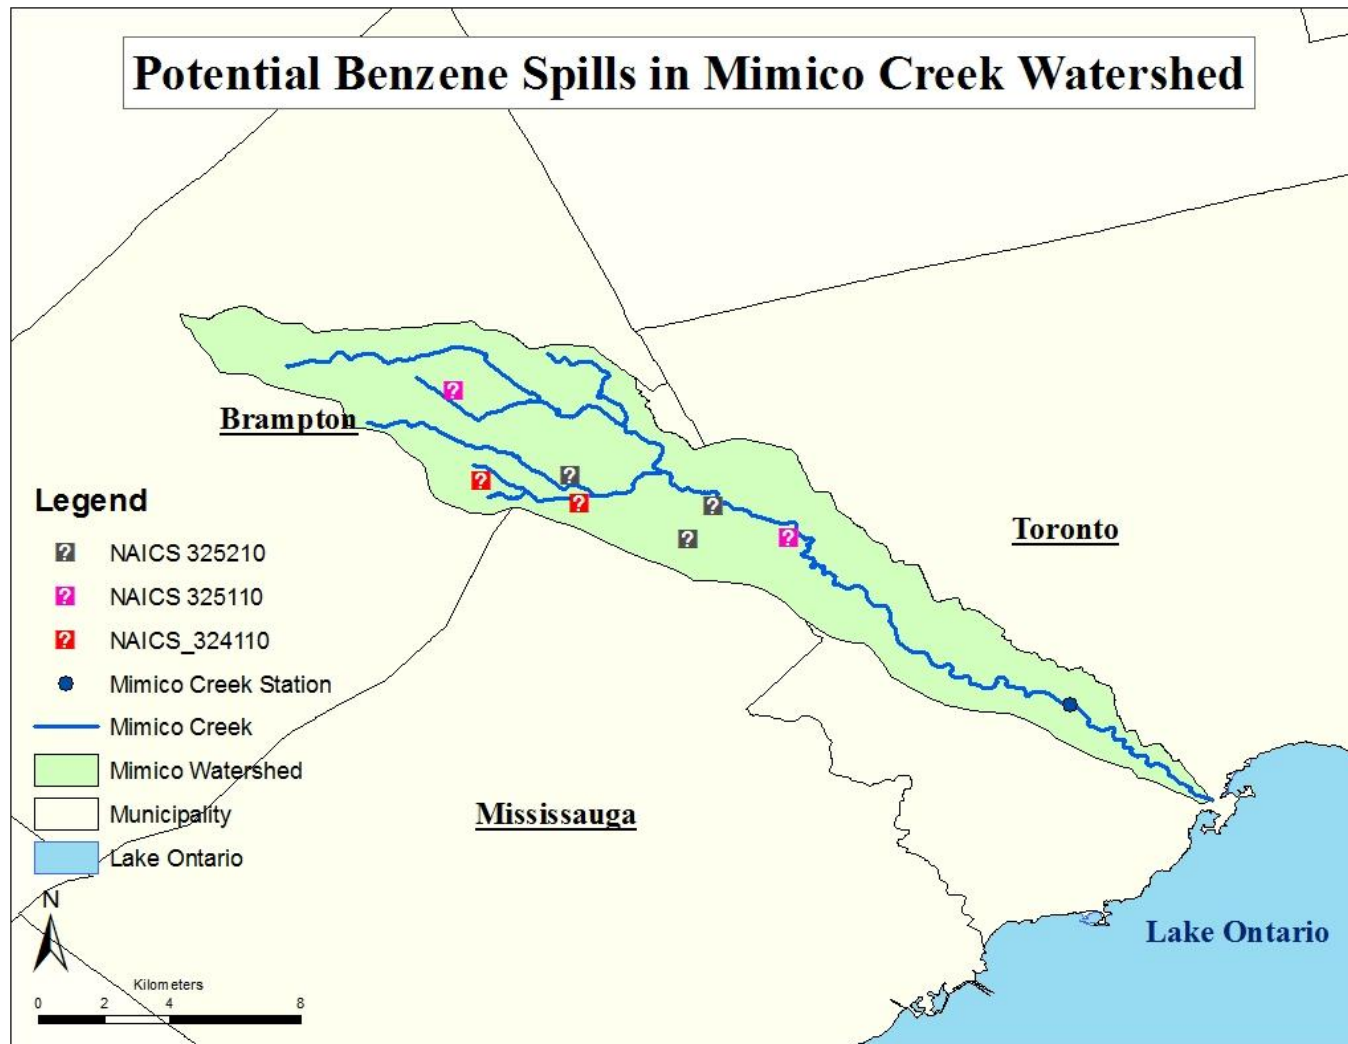 Potential Benzene Spills in Mimico Creek Watershed
Brampton
Toronto
Mississauga
Lake Ontario
Legend
? NAICS 325210
? NAICS 325110
? NAICS_324110
Mimico Creek Station
Mimico Creek
Mimico Watershed
Municipality
Lake Ontario
N
Kilometers
0 2 4 8
? ? ? ? ? ? ?